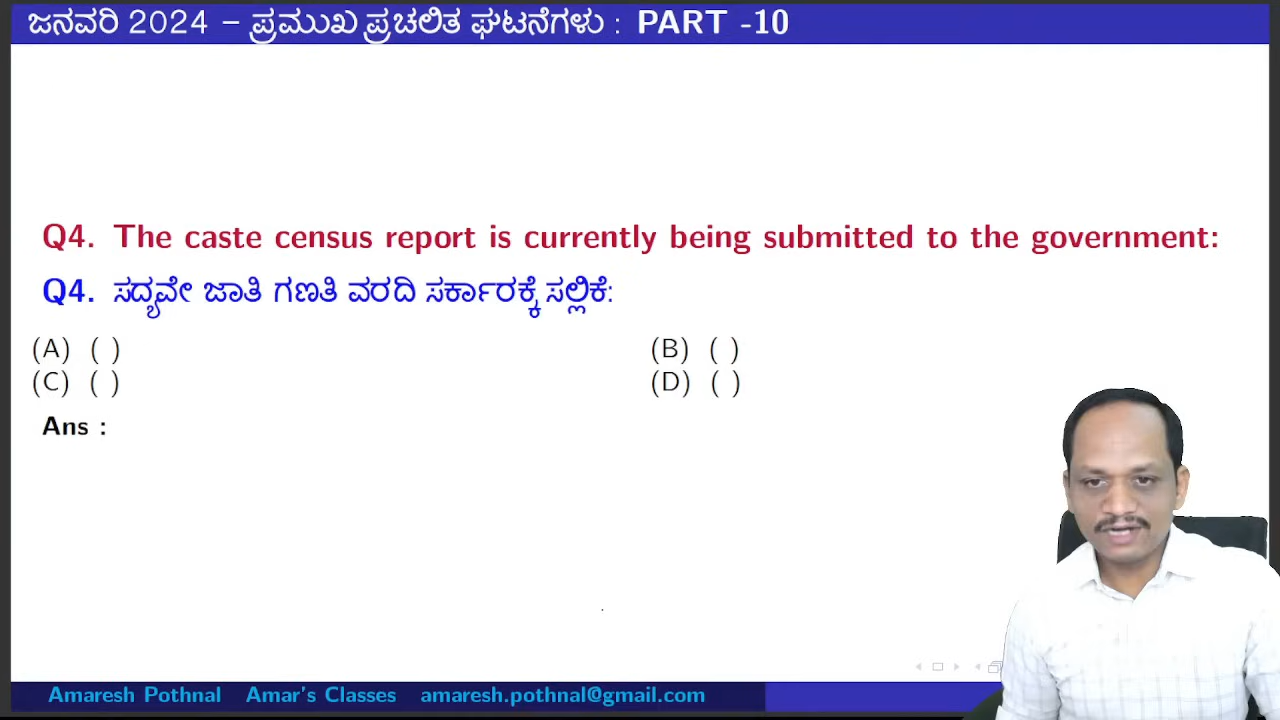 ಜನವರಿ 2024 – ಪ್ರಮುಖ ಪ್ರಚಲಿತ ಘಟನೆಗಳು : PART -10
Q4. The caste census report is currently being submitted to the government:
Q4. ಸದ್ಯವೇ ಜಾತಿ ಗಣತಿ ವರದಿ ಸರ್ಕಾರಕ್ಕೆ ಸಲ್ಲಿಕೆ:
(A) ( ) (B) ( )
(C) ( ) (D) ( )
Ans :
Amaresh Pothnal Amar's Classes amaresh.pothnal@gmail.com